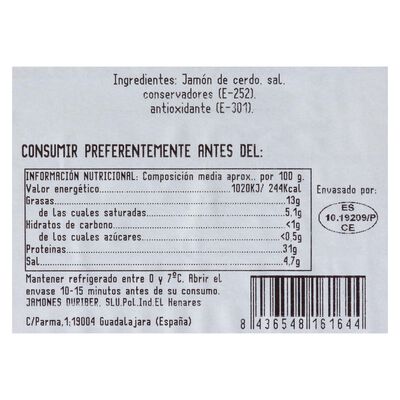 Ingredientes: Jamón de cerdo. sal.
conservadores (E-252).
antioxidante (E-301).
CONSUMIR PREFERENTEMENTE ANTES DEL:
INFORMACIÓN NUTRICIONAL: Composición media aprox.. por 100 g.
Valor energético. 1020KJ/ 244Kcal
Grasas 13g
de las cuales saturadas 5,1g
Hidratos de carbono <1g
de los cuales azúcares <0,5g
Proteínas 31g
Sal 4,7g
Envasado por:
ES
10.19209/P
CE
Mantener refrigerado entre 0 y 7ºC. Abrir el
envase 10-15 minutos antes de su consumo.
JAMONES DURIBER, SLU.Pol.Ind.EL Henares
C/Parma,1;19004 Guadalajara (España)
8 436548 161644